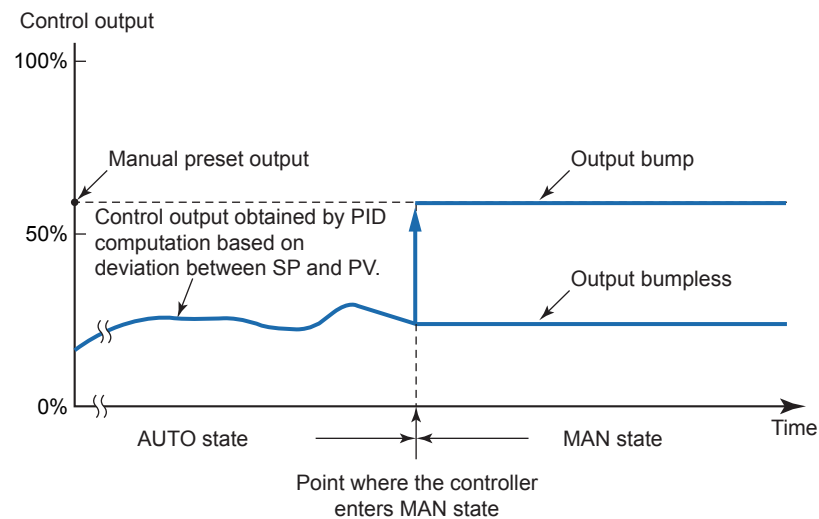 Control output
100%
Manual preset output
Output bump
Control output obtained by PID
computation based on
deviation between SP and PV.
50%
Output bumpless
0%
Time
AUTO state
MAN state
Point where the controller
enters MAN state